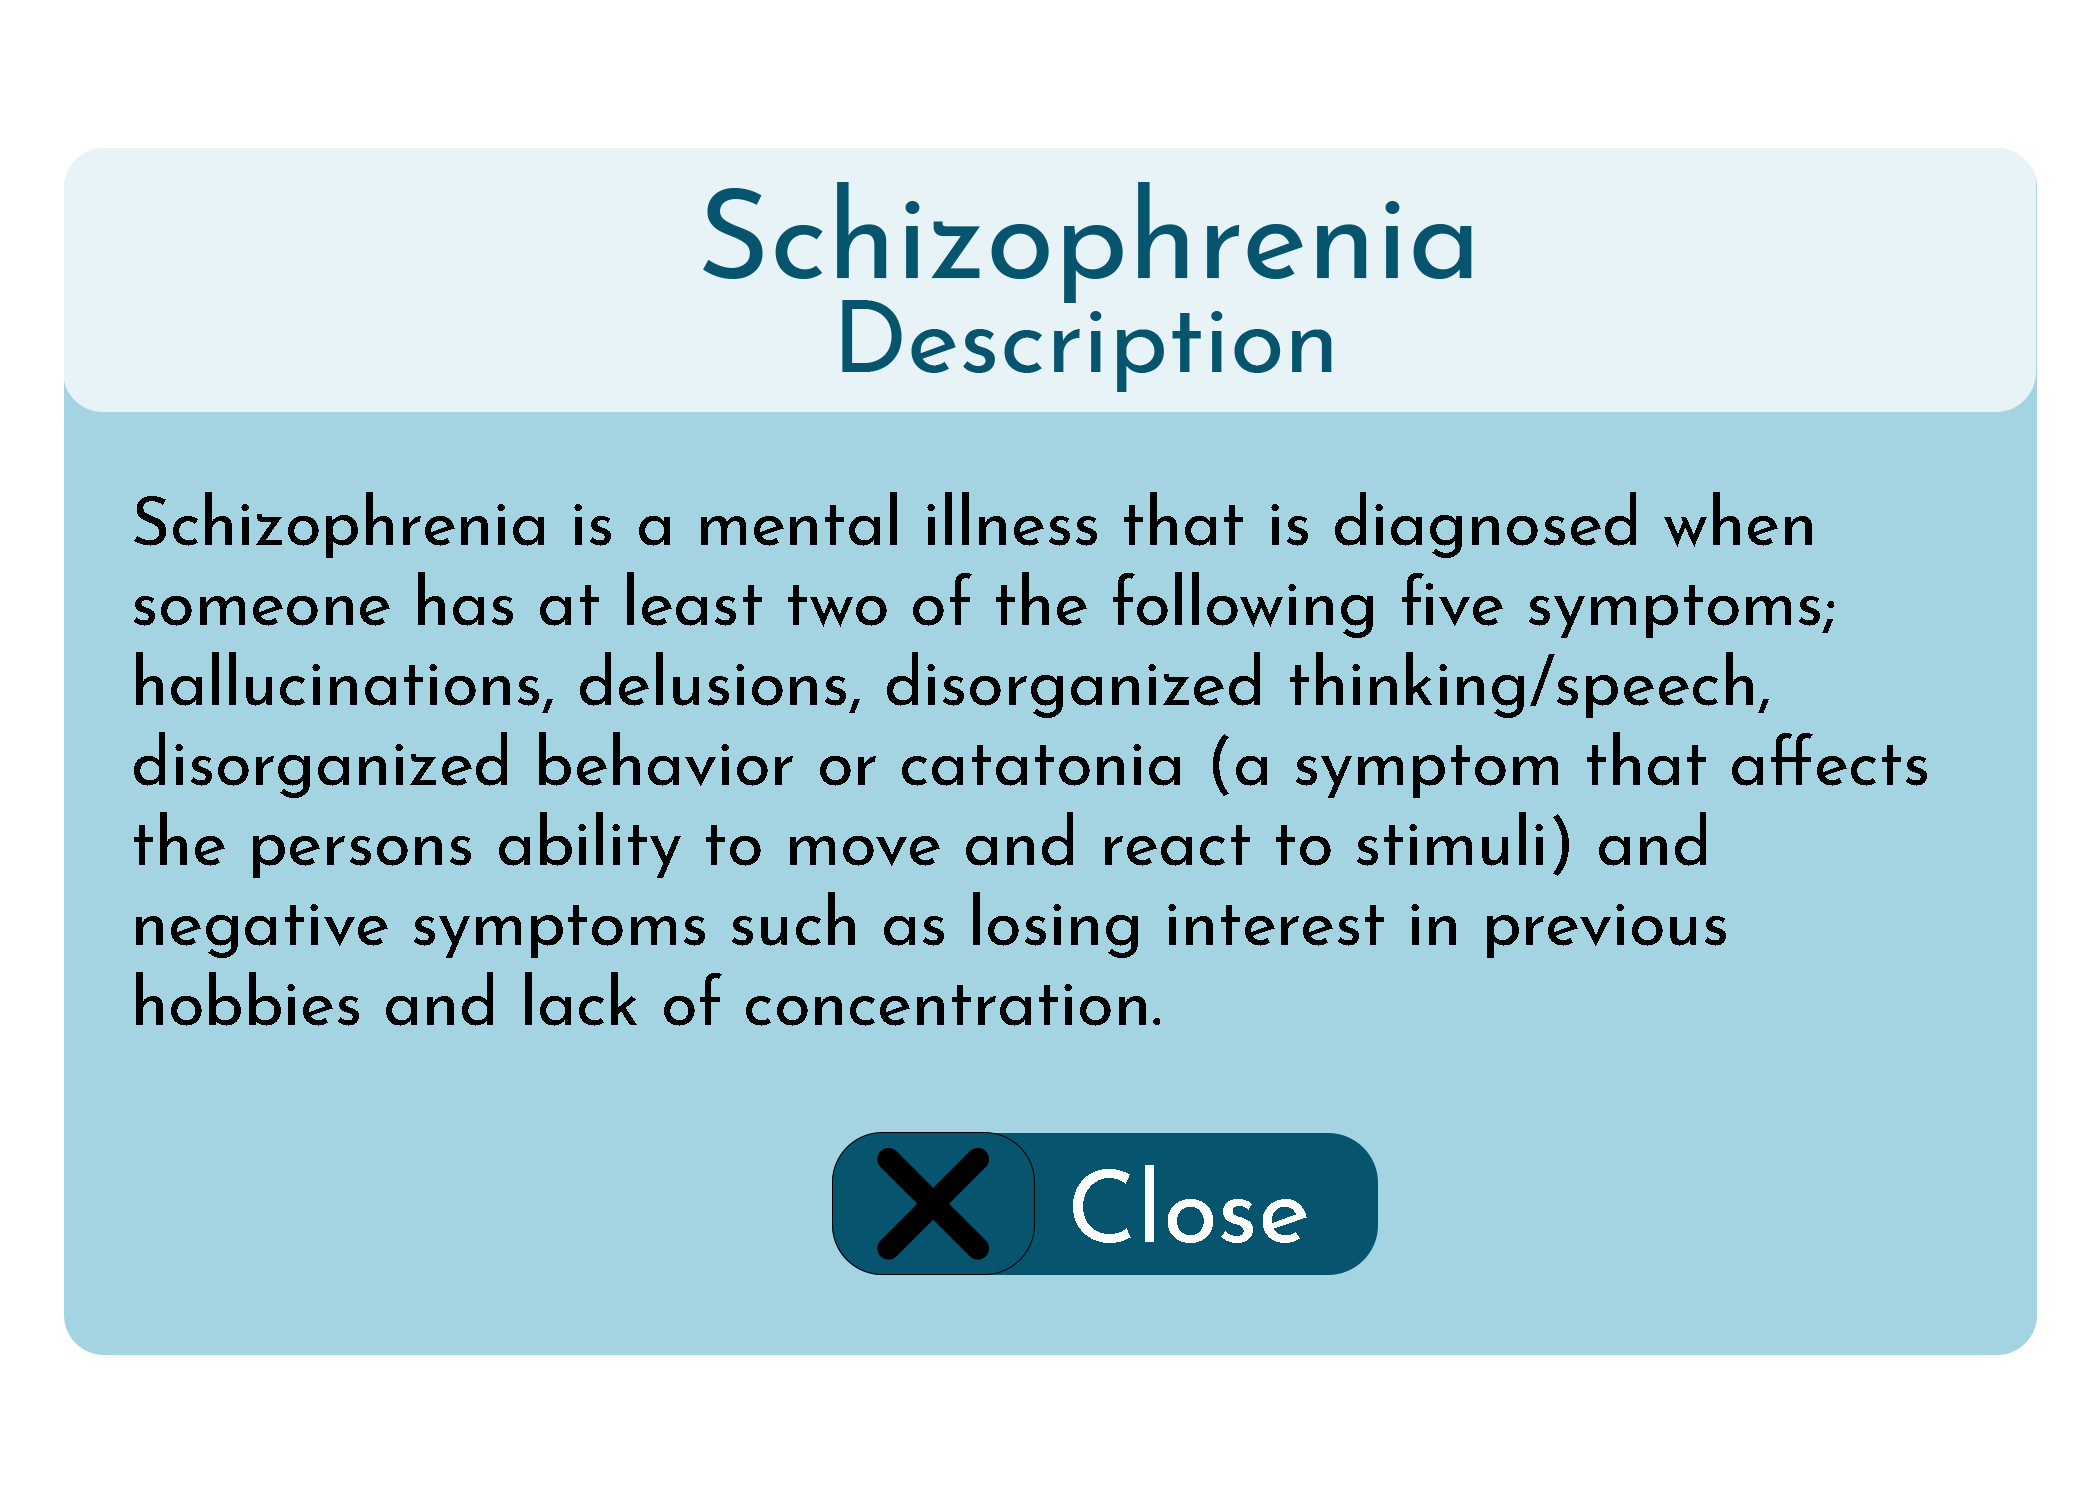 Schizophrenia
Description
Schizophrenia is a mental illness that is diagnosed when
someone has at least two of the following five symptoms;
hallucinations, delusions, disorganized thinking/speech,
disorganized behavior or catatonia (a symptom that affects
the persons ability to move and react to stimuli) and
negative symptoms such as losing interest in previous
hobbies and lack of concentration.
Close